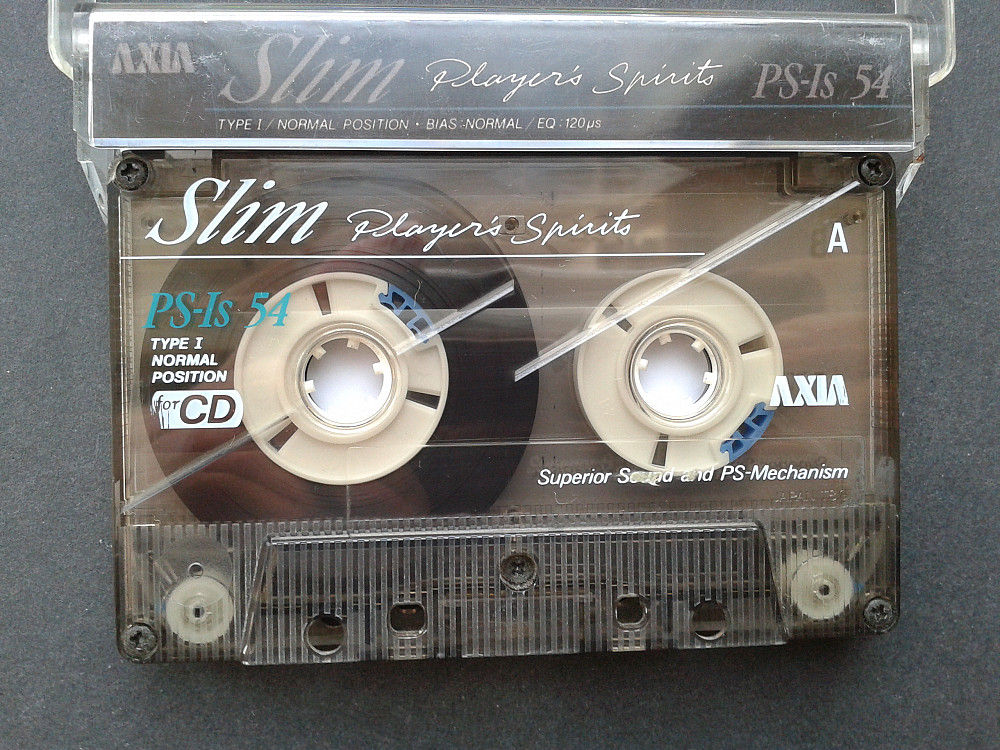 AXIA Slim Player's Spirits PS-Is 54
TYPE I / NORMAL POSITION · BIAS:NORMAL / EQ:120μs
Slim Player's Spirits
A
PS-Is 54
TYPE I
NORMAL
POSITION
for CD
AXIA
Superior Sound and PS-Mechanism